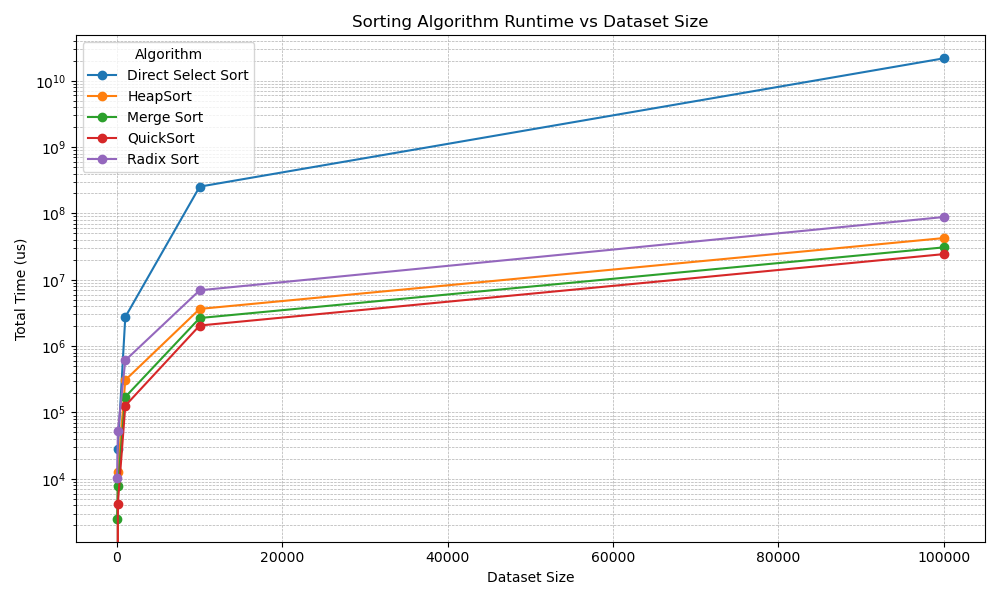 Sorting Algorithm Runtime vs Dataset Size
Algorithm
Direct Select Sort
HeapSort
Merge Sort
QuickSort
Radix Sort
Total Time (us)
10^10
10^9
10^8
10^7
10^6
10^5
10^4
0 20000 40000 60000 80000 100000
Dataset Size